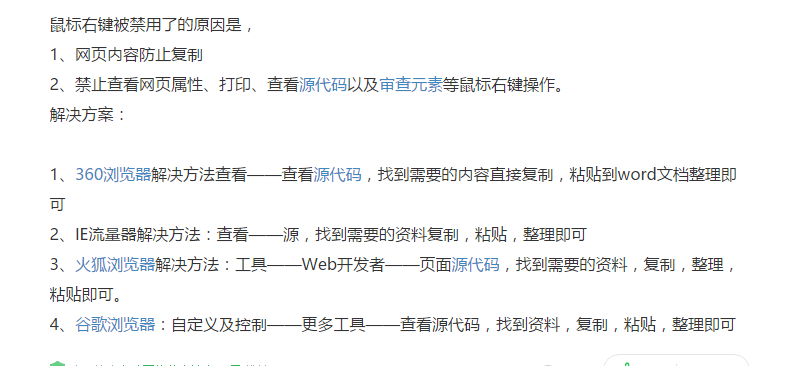 鼠标右键被禁用了的原因是，
1、网页内容防止复制
2、禁止查看网页属性、打印、查看源代码以及审查元素等鼠标右键操作。
解决方案：
1、360浏览器解决方法查看——查看源代码，找到需要的内容直接复制，粘贴到word文档整理即
可
2、IE流量器解决方法：查看——源，找到需要的资料复制，粘贴，整理即可
3、火狐浏览器解决方法：工具——Web开发者——页面源代码，找到需要的资料，复制，整理，
粘贴即可。
4、谷歌浏览器：自定义及控制——更多工具——查看源代码，找到资料，复制，粘贴，整理即可